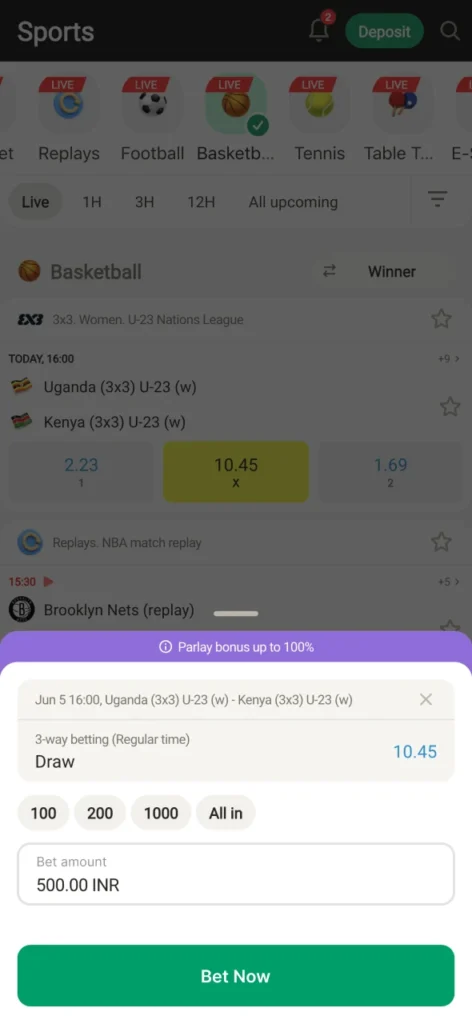 Sports
2
Deposit
LIVE LIVE LIVE LIVE LIVE
et Replays Football Basketb... Tennis Table T... E-S
Live 1H 3H 12H All upcoming
Basketball Winner
3X3 3x3. Women. U-23 Nations League
TODAY, 16:00 +9 >
Uganda (3x3) U-23 (w)
Kenya (3x3) U-23 (w)
2.23 10.45 1.69
1 X 2
Replays. NBA match replay
15:30 +5 >
Brooklyn Nets (replay)
Parlay bonus up to 100%
Jun 5 16:00, Uganda (3x3) U-23 (w) - Kenya (3x3) U-23 (w)
3-way betting (Regular time)
Draw 10.45
100 200 1000 All in
Bet amount
500.00 INR
Bet Now